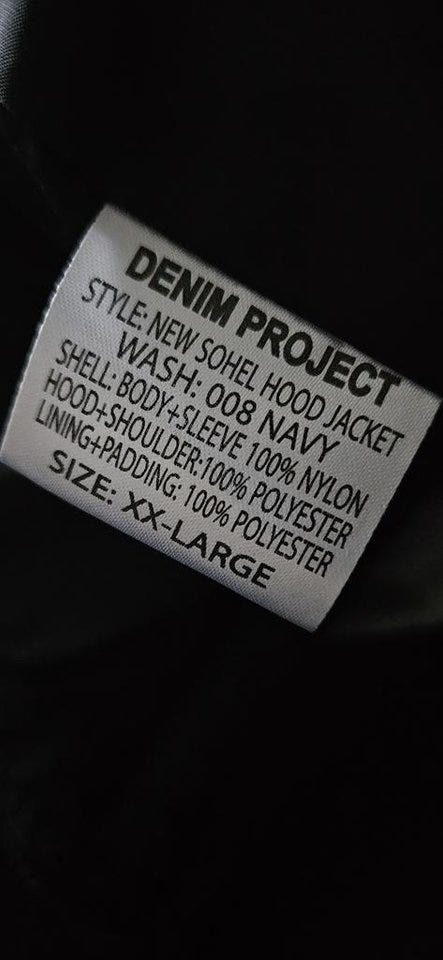 DENIM PROJECT
STYLE: NEW SOHEL HOOD JACKET
WASH: 008 NAVY
SHELL: BODY+SLEEVE 100% NYLON
HOOD+SHOULDER:100% POLYESTER
LINING+PADDING: 100% POLYESTER
SIZE: XX-LARGE